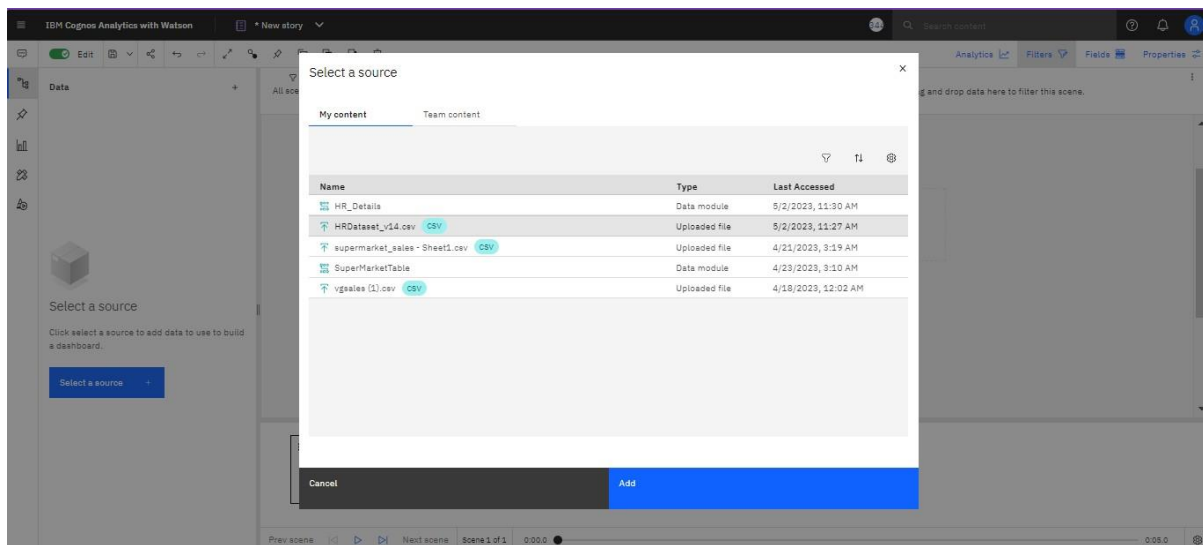 IBM Cognos Analytics with Watson
* New story
Search content
Edit
Analytics
Filters
Fields
Properties
Data
Select a source
My content
Team content
Name Type Last Accessed
HR_Details Data module 5/2/2023, 11:30 AM
HRDataset_v14.csv CSV Uploaded file 5/2/2023, 11:27 AM
supermarket_sales - Sheet1.csv CSV Uploaded file 4/21/2023, 3:19 AM
SuperMarketTable Data module 4/23/2023, 3:10 AM
vgsales (1).csv CSV Uploaded file 4/18/2023, 12:02 AM
Cancel
Add
All sce
g and drop data here to filter this scene.
Select a source
Click select a source to add data to use to build
a dashboard.
Select a source +
Prev scene
Next scene
Scene 1 of 1
0:00.0
0:05.0